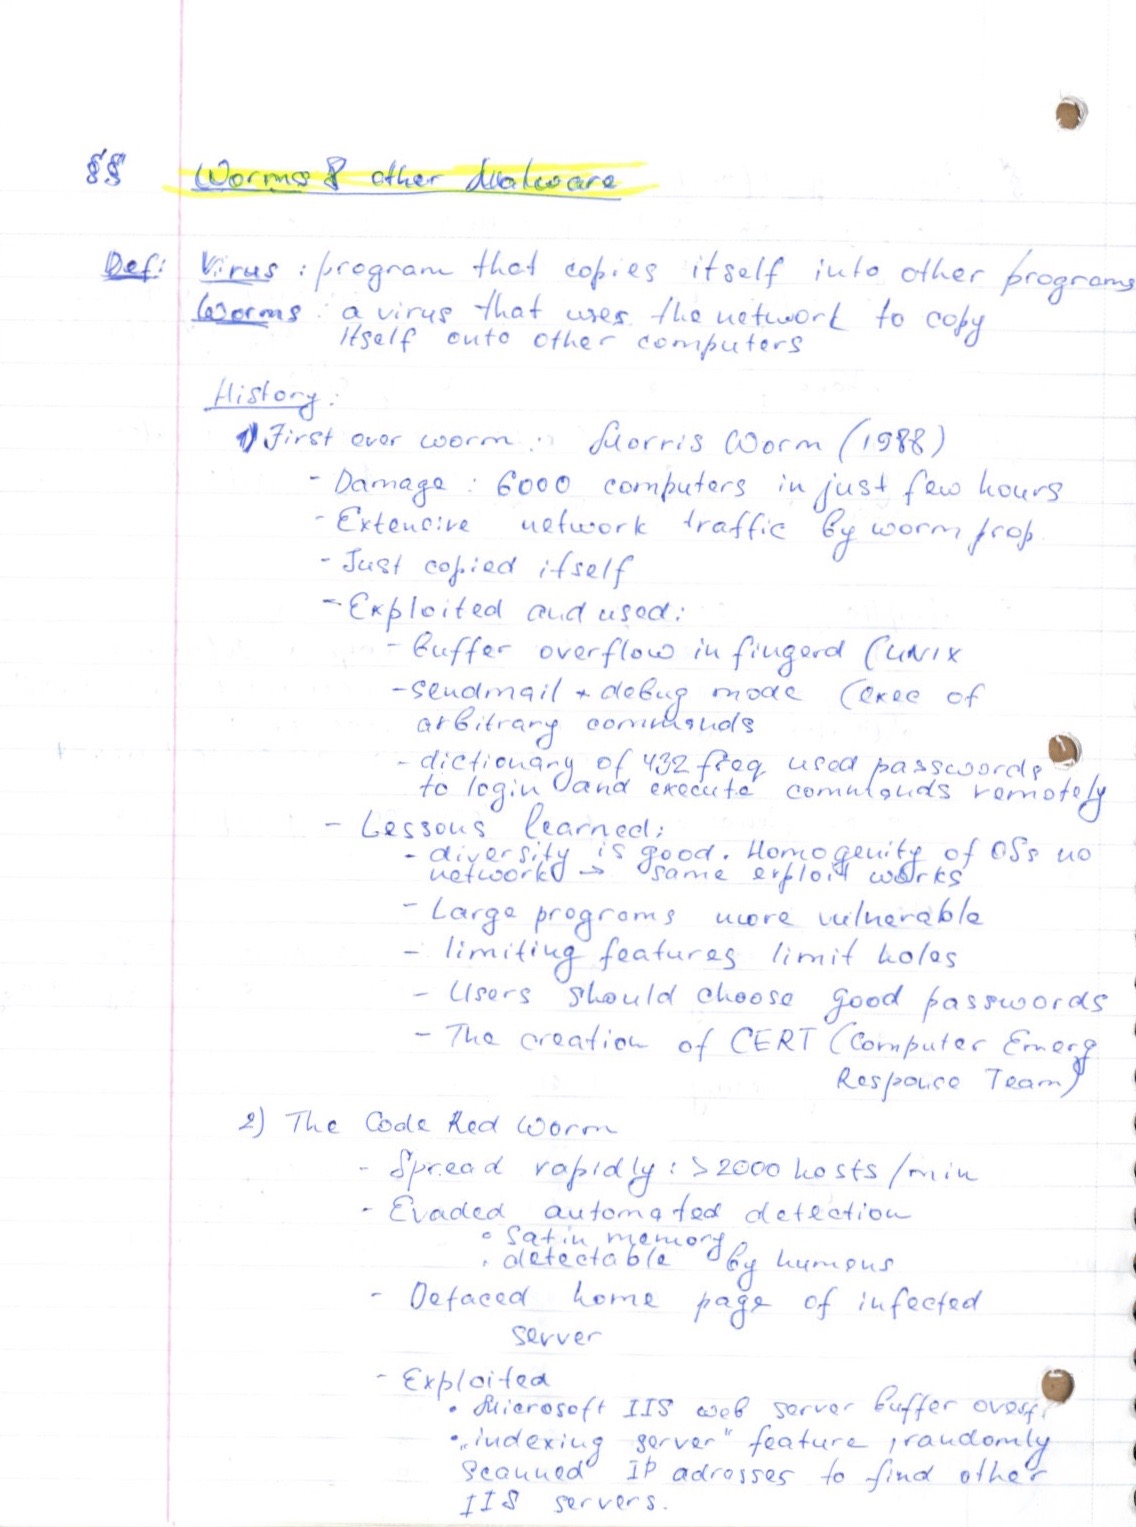 §§ Worms & other Malware
Def: Virus : program that copies itself into other programs
Worms : a virus that uses the network to copy
itself onto other computers
History:
1) First ever worm : Morris Worm (1988)
- Damage : 6000 computers in just few hours
- Extensive network traffic by worm prop.
- Just copied itself
- Exploited and used:
- Buffer overflow in fingerd (UNIX
- sendmail + debug mode (exec of
arbitrary commands
- dictionary of 432 freq used passwords
to login and execute commands remotely
- Lessons learned:
- diversity is good. Homogenity of OSs no
network → same exploit works
- Large programs more vulnerable
- limiting features limit holes
- Users should choose good passwords
- The creation of CERT (Computer Emerg
Responce Team)
2) The Code Red Worm
- Spread rapidly : >2000 hosts/min
- Evaded automated detection
• Sat in memory
• detectable by humans
- Defaced home page of infected
server
- Exploited
• Microsoft IIS web server buffer overf.
• „indexing server" feature, randomly
scanned IP adresses to find other
IIS servers.